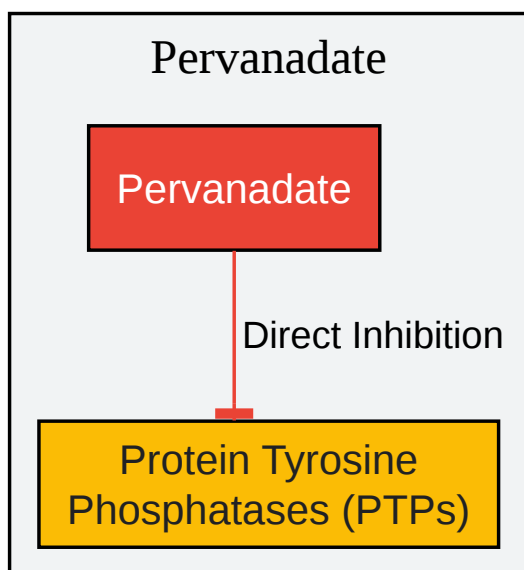 Pervanadate
Pervanadate
Direct Inhibition
Protein Tyrosine
Phosphatases (PTPs)